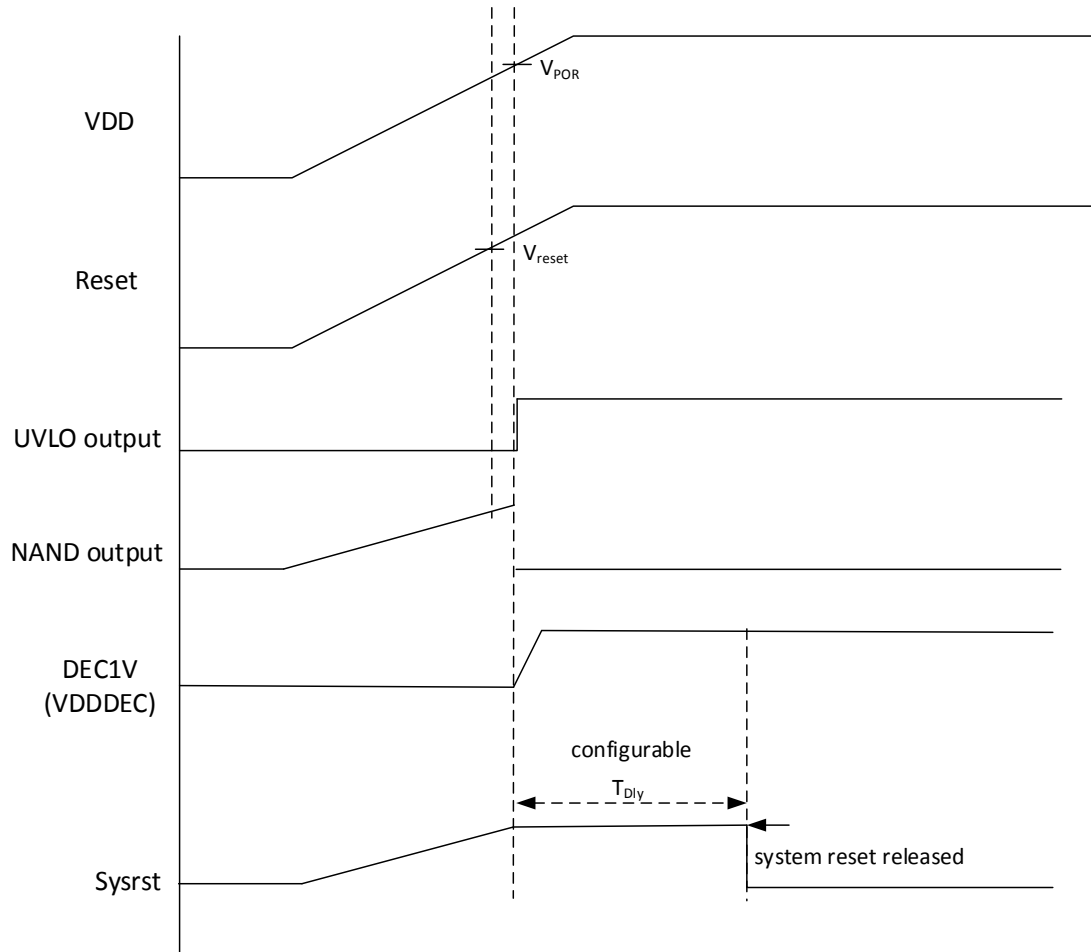 VDD
V_POR
Reset
V_reset
UVLO output
NAND output
DEC1V
(VDDDEC)
configurable
T_Dly
Sysrst
system reset released